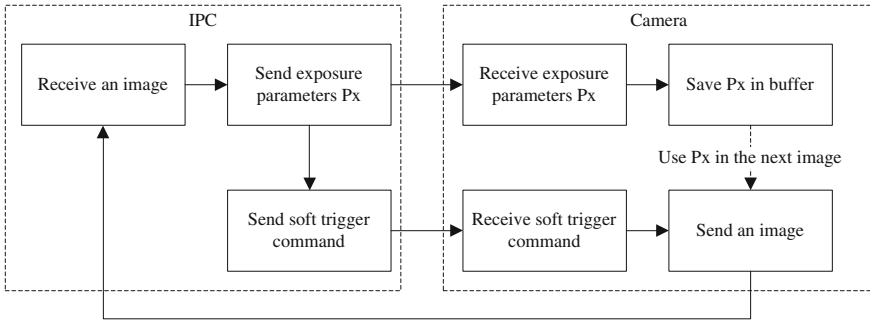 IPC
Camera
Receive an image
Send exposure
parameters Px
Receive exposure
parameters Px
Save Px in buffer
Use Px in the next image
Send soft trigger
command
Receive soft trigger
command
Send an image